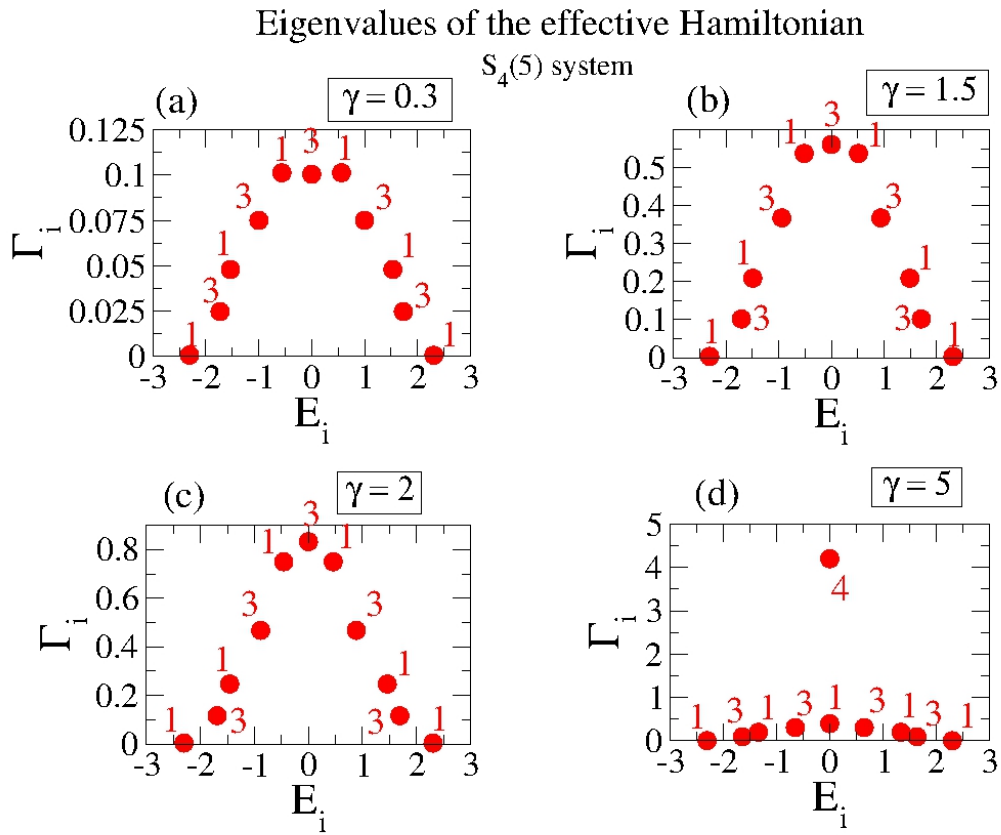 Eigenvalues of the effective Hamiltonian
S₄(5) system
(a)
γ = 0.3
0.125
0.1
0.075
0.05
0.025
0
Γᵢ
1 3 1
3 3
1 1
3 3
1 1
-3 -2 -1 0 1 2 3
Eᵢ
(b)
γ = 1.5
0.5
0.4
0.3
0.2
0.1
0
Γᵢ
1 3 1
3 3
1 1
3 3
1 1
-3 -2 -1 0 1 2 3
Eᵢ
(c)
γ = 2
0.8
0.6
0.4
0.2
0
Γᵢ
3
1 1
3 3
1 1
3 3
1 1
-3 -2 -1 0 1 2 3
Eᵢ
(d)
γ = 5
5
4
3
2
1
0
Γᵢ
4
1 3 1 3 1 3 1 3 1
-3 -2 -1 0 1 2 3
Eᵢ